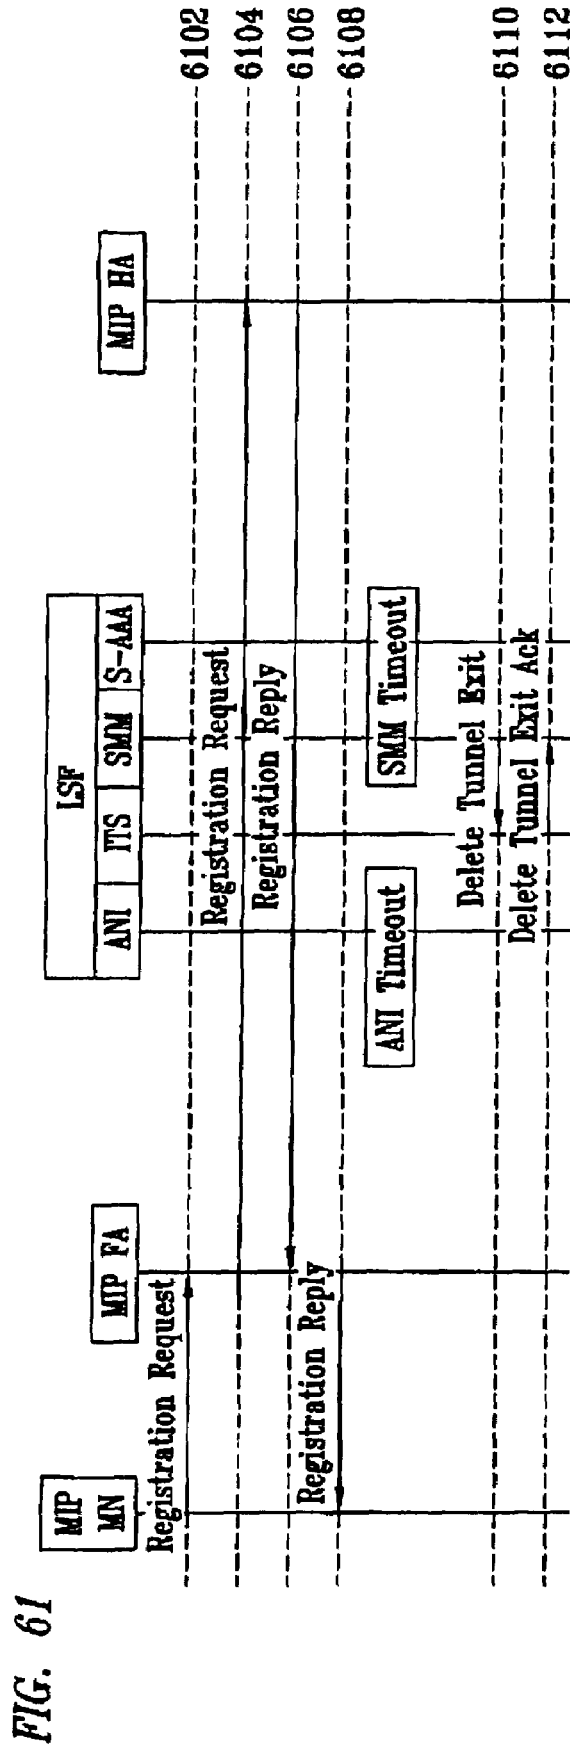 FIG. 61
MIP
MN
MIP FA
LSF
ANI
ITS
SMM
S-AAA
MIP HA
Registration Request
6102
Registration Request
6104
Registration Reply
6106
Registration Reply
6108
ANI Timeout
SMM Timeout
Delete Tunnel Exit
6110
Delete Tunnel Exit Ack
6112